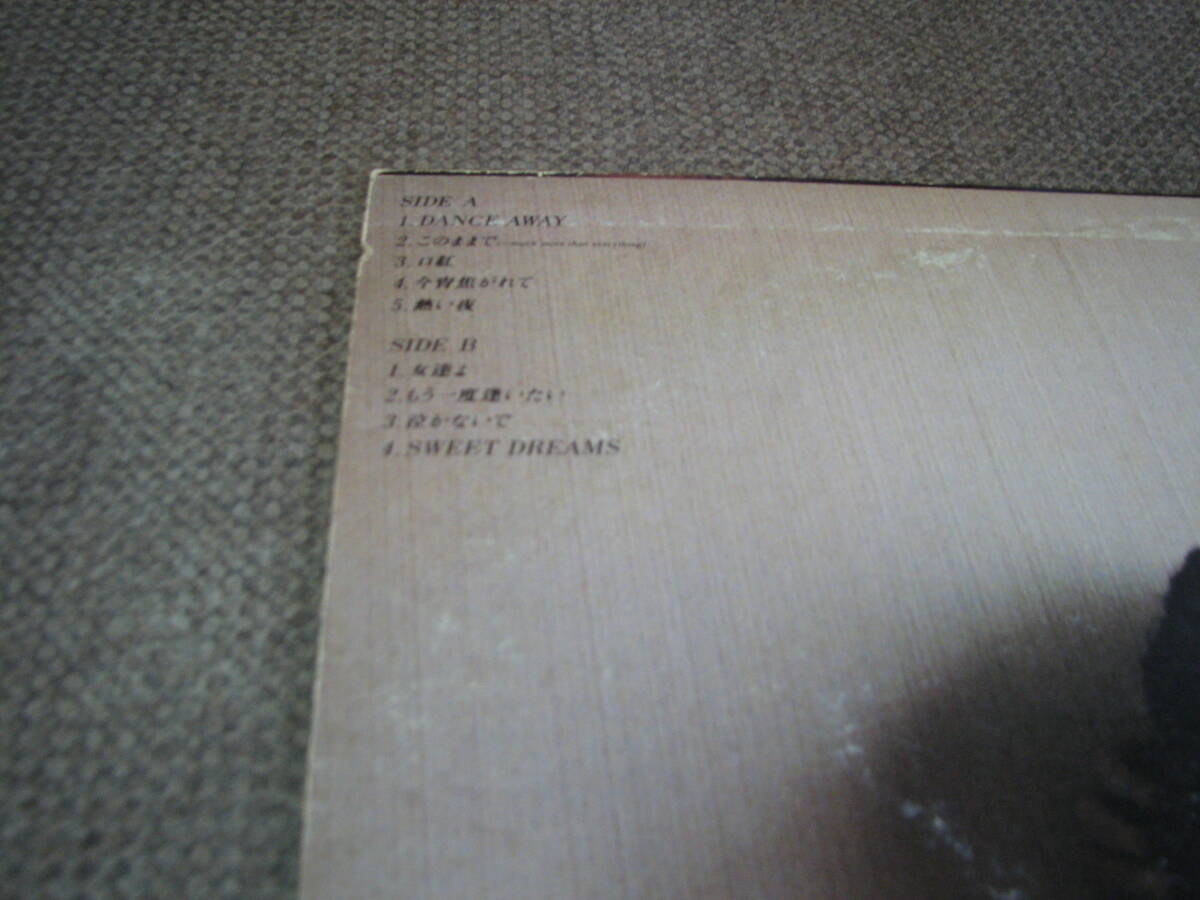 SIDE A
1. DANCE AWAY
2. このままで
3. 口紅
4. 今宵焦がれて
5. 熱い夜
SIDE B
1. 女達よ
2. もう一度逢いたい
3. 泣かないで
4. SWEET DREAMS